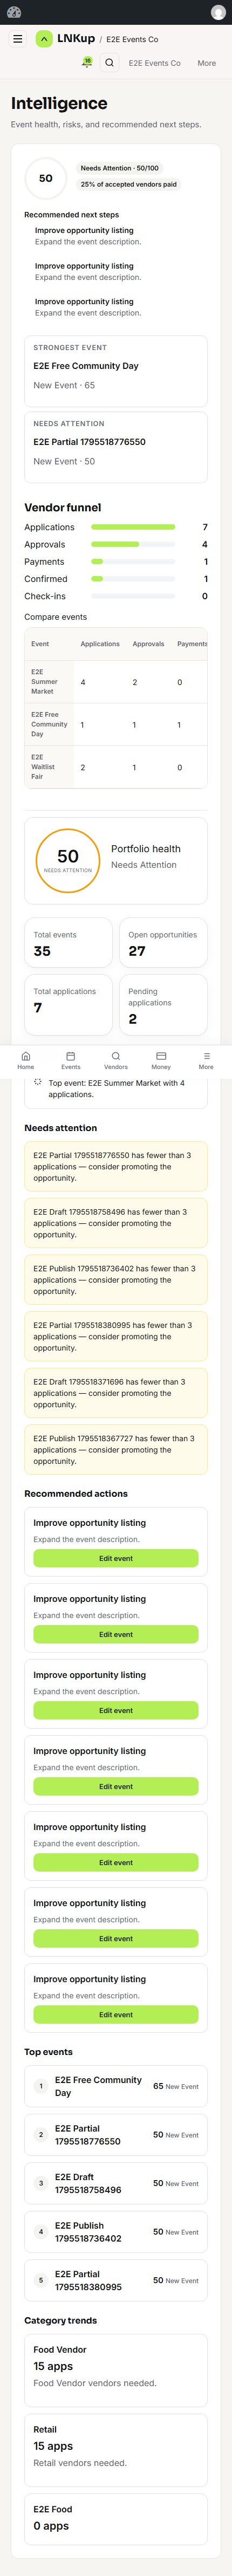 LNKup / E2E Events Co
16
E2E Events Co
More
Intelligence
Event health, risks, and recommended next steps.
50
Needs Attention · 50/100
25% of accepted vendors paid
Recommended next steps
Improve opportunity listing
Expand the event description.
Improve opportunity listing
Expand the event description.
Improve opportunity listing
Expand the event description.
STRONGEST EVENT
E2E Free Community Day
New Event · 65
NEEDS ATTENTION
E2E Partial 1795518776550
New Event · 50
Vendor funnel
Applications 7
Approvals 4
Payments 1
Confirmed 1
Check-ins 0
Compare events
Event Applications Approvals Payments
E2E
Summer
Market
4 2 0
E2E Free
Community
Day
1 1 1
E2E
Waitlist
Fair
2 1 0
50
NEEDS ATTENTION
Portfolio health
Needs Attention
Total events
35
Open opportunities
27
Total applications
7
Pending
applications
2
Home
Events
Vendors
Money
More
Top event: E2E Summer Market with 4
applications.
Needs attention
E2E Partial 1795518776550 has fewer than 3
applications — consider promoting the
opportunity.
E2E Draft 1795518758496 has fewer than 3
applications — consider promoting the
opportunity.
E2E Publish 1795518736402 has fewer than 3
applications — consider promoting the
opportunity.
E2E Partial 1795518380995 has fewer than 3
applications — consider promoting the
opportunity.
E2E Draft 1795518371696 has fewer than 3
applications — consider promoting the
opportunity.
E2E Publish 1795518367727 has fewer than 3
applications — consider promoting the
opportunity.
Recommended actions
Improve opportunity listing
Expand the event description.
Edit event
Improve opportunity listing
Expand the event description.
Edit event
Improve opportunity listing
Expand the event description.
Edit event
Improve opportunity listing
Expand the event description.
Edit event
Improve opportunity listing
Expand the event description.
Edit event
Improve opportunity listing
Expand the event description.
Edit event
Improve opportunity listing
Expand the event description.
Edit event
Top events
1
E2E Free Community
Day
65 New Event
2
E2E Partial
1795518776550
50 New Event
3
E2E Draft
1795518758496
50 New Event
4
E2E Publish
1795518736402
50 New Event
5
E2E Partial
1795518380995
50 New Event
Category trends
Food Vendor
15 apps
Food Vendor vendors needed.
Retail
15 apps
Retail vendors needed.
E2E Food
0 apps